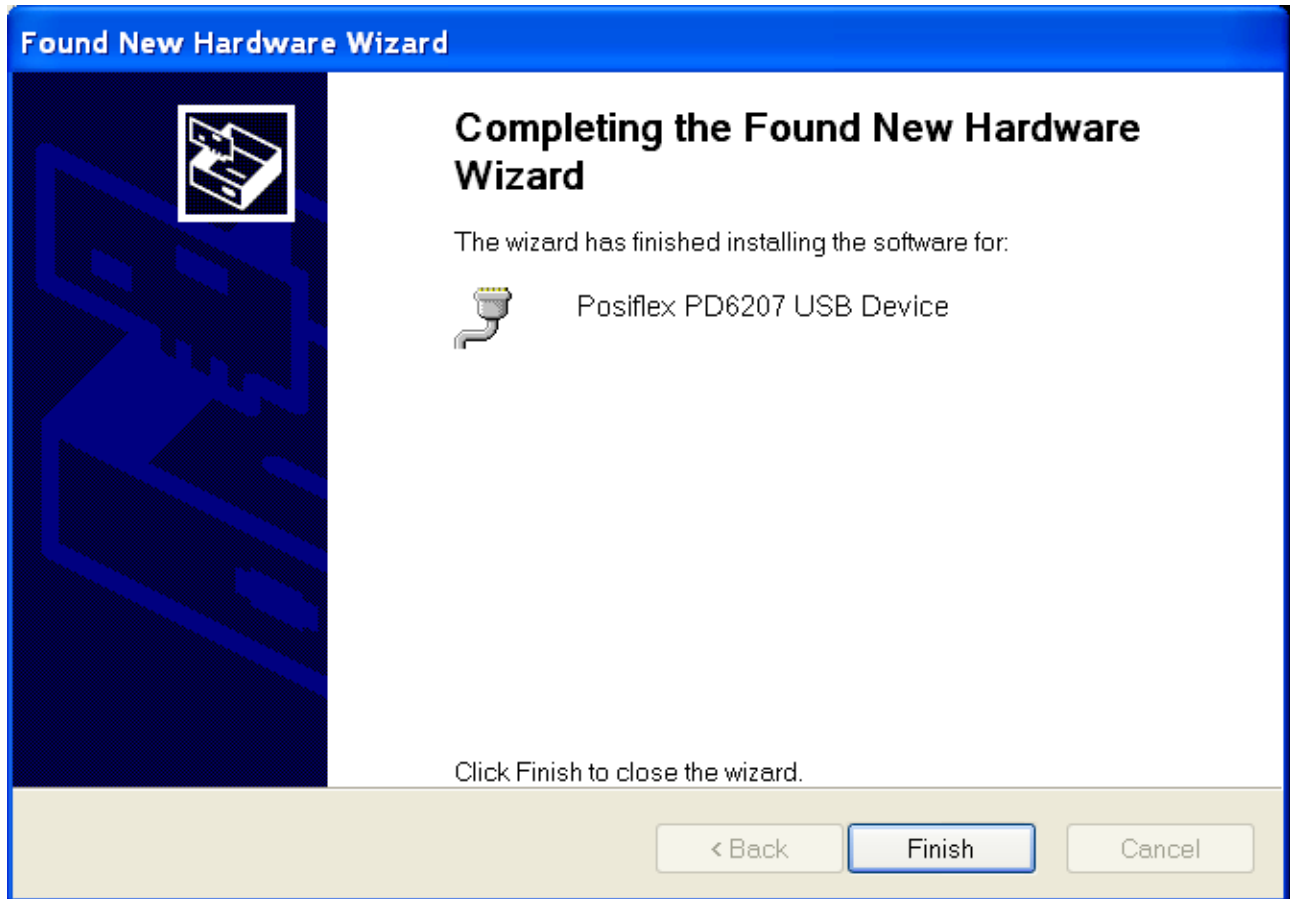 Found New Hardware Wizard
Completing the Found New Hardware
Wizard
The wizard has finished installing the software for:
Posiflex PD6207 USB Device
Click Finish to close the wizard.
< Back
Finish
Cancel